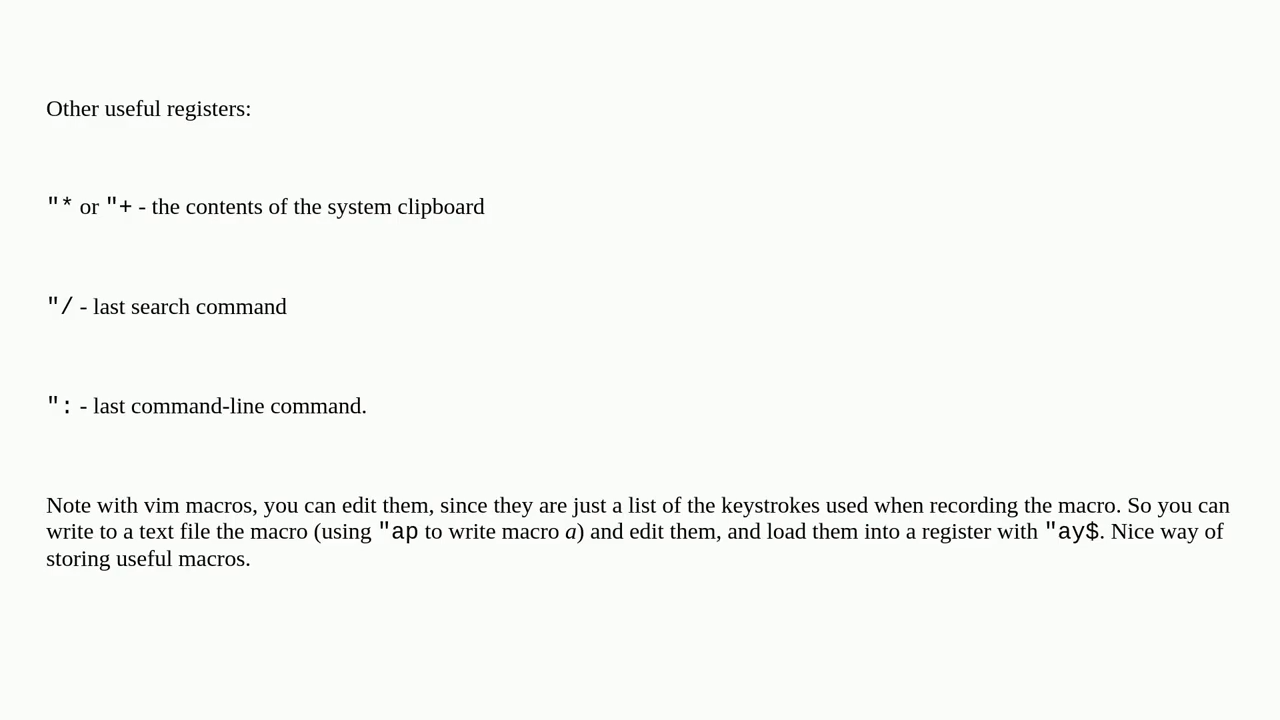 Other useful registers:
"* or "+ - the contents of the system clipboard
"/ - last search command
": - last command-line command.
Note with vim macros, you can edit them, since they are just a list of the keystrokes used when recording the macro. So you can
write to a text file the macro (using "ap to write macro a) and edit them, and load them into a register with "ay$. Nice way of
storing useful macros.